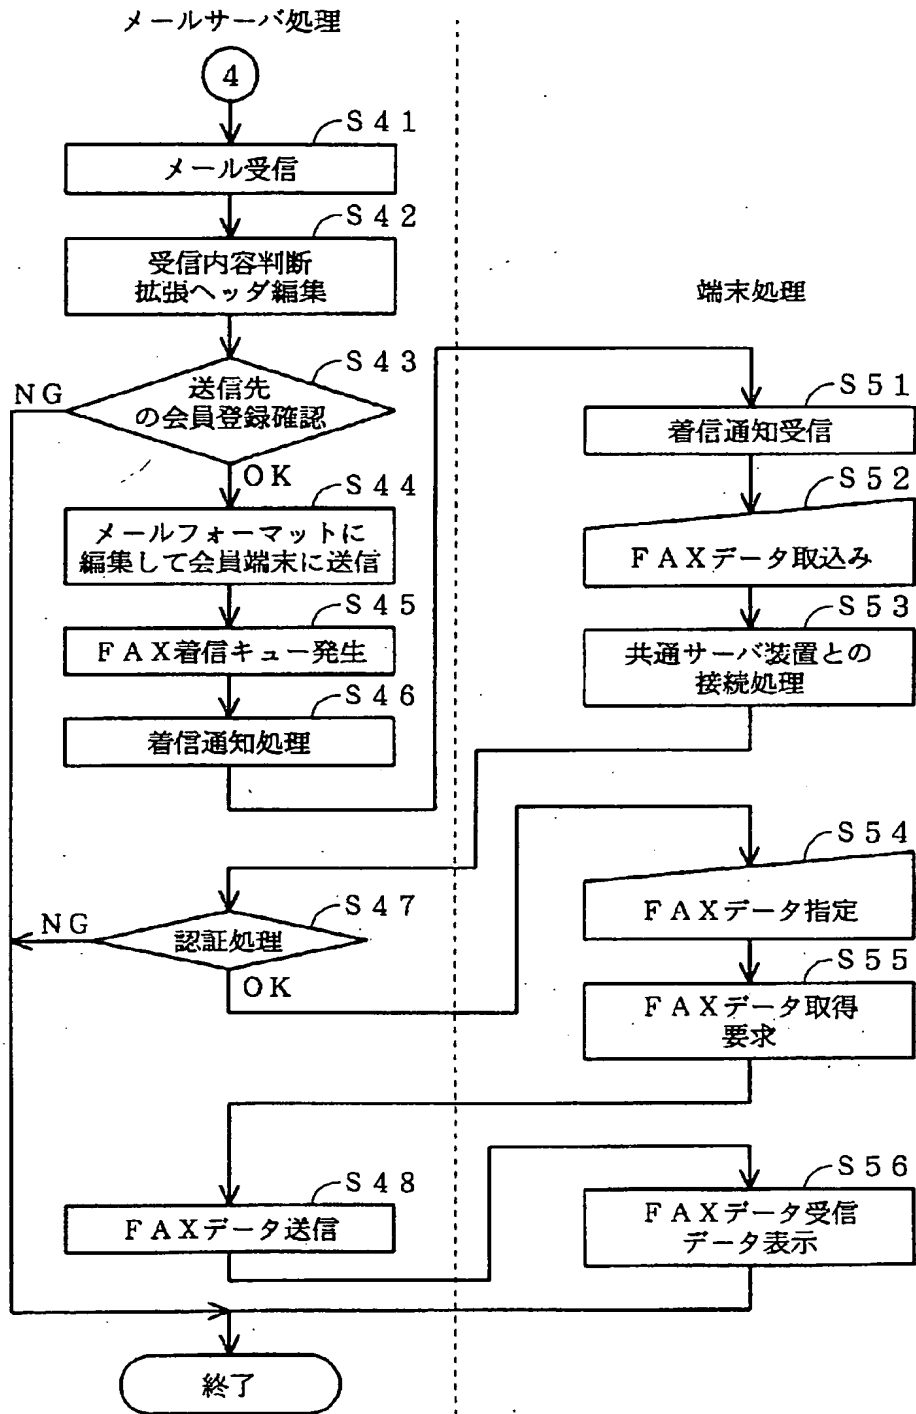 メールサーバ処理
4
S41
メール受信
S42
受信内容判断
拡張ヘッダ編集
S43
送信先
の会員登録確認
NG
OK
S44
メールフォーマットに
編集して会員端末に送信
S45
FAX着信キュー発生
S46
着信通知処理
端末処理
S51
着信通知受信
S52
FAXデータ取込み
S53
共通サーバ装置との
接続処理
S47
認証処理
NG
OK
S54
FAXデータ指定
S55
FAXデータ取得
要求
S48
FAXデータ送信
S56
FAXデータ受信
データ表示
終了